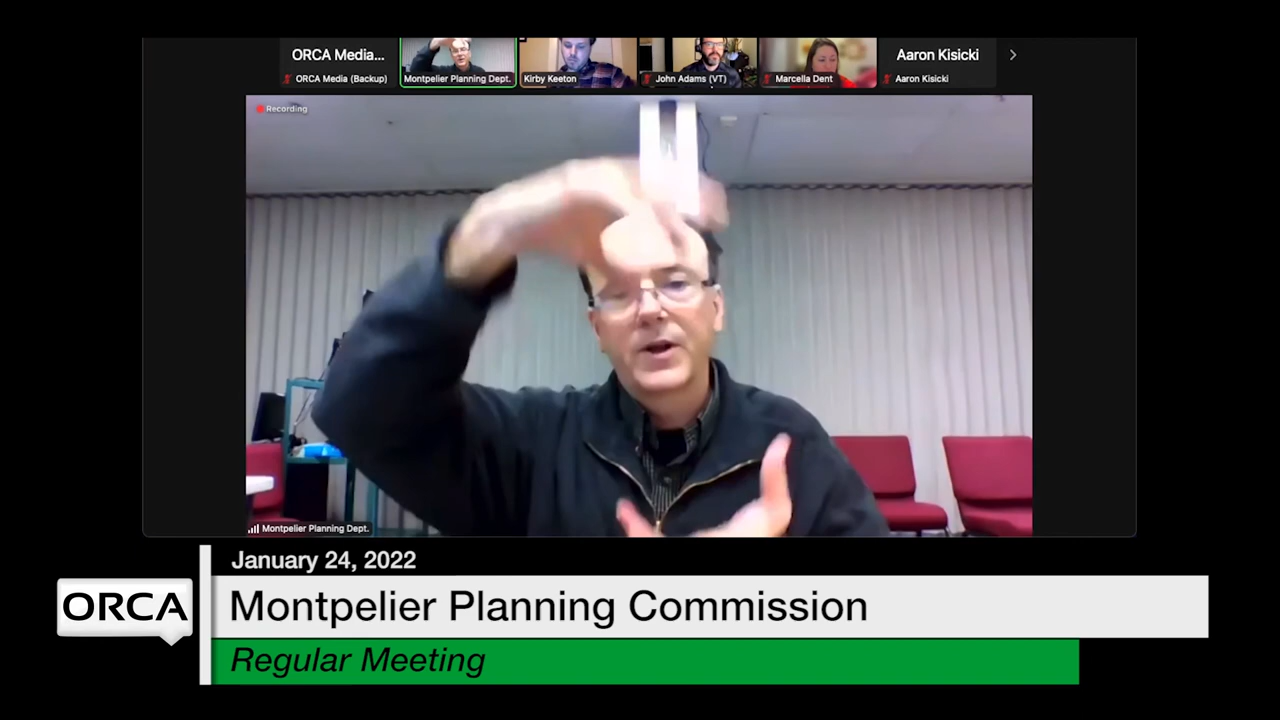 ORCA Media...
Aaron Kisicki
ORCA Media (Backup)
Montpelier Planning Dept.
Kirby Keeton
John Adams (VT)
Marcella Dent
Aaron Kisicki
Recording
Montpelier Planning Dept.
January 24, 2022
ORCA
Montpelier Planning Commission
Regular Meeting